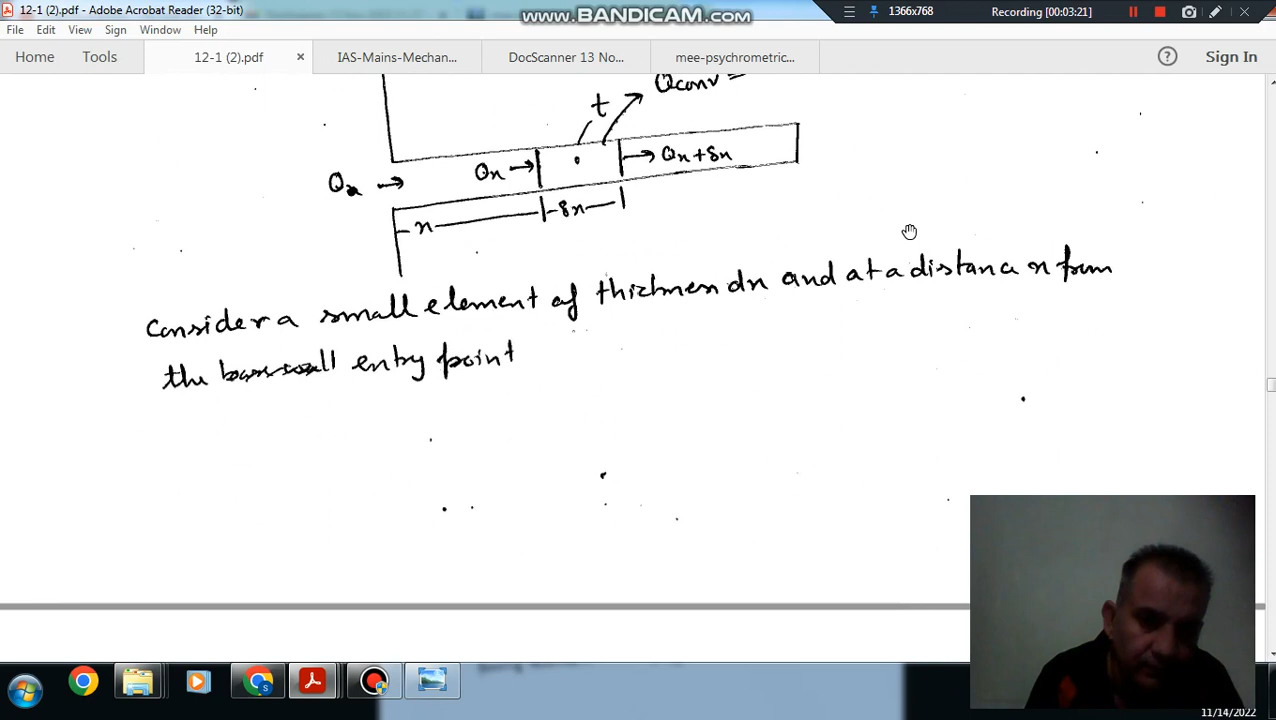 12-1 (2).pdf - Adobe Acrobat Reader (32-bit)
www.BANDICAM.com
1366x768
Recording [00:03:21]
File Edit View Sign Window Help
Home Tools 12-1 (2).pdf × IAS-Mains-Mechan... DocScanner 13 No... mee-psychrometric... ? Sign In
Qconv =
t
Qx → Qx → → Qx+δx
x δx
Consider a small element of thickness dx and at a distance x from
the entry point
11/14/2022